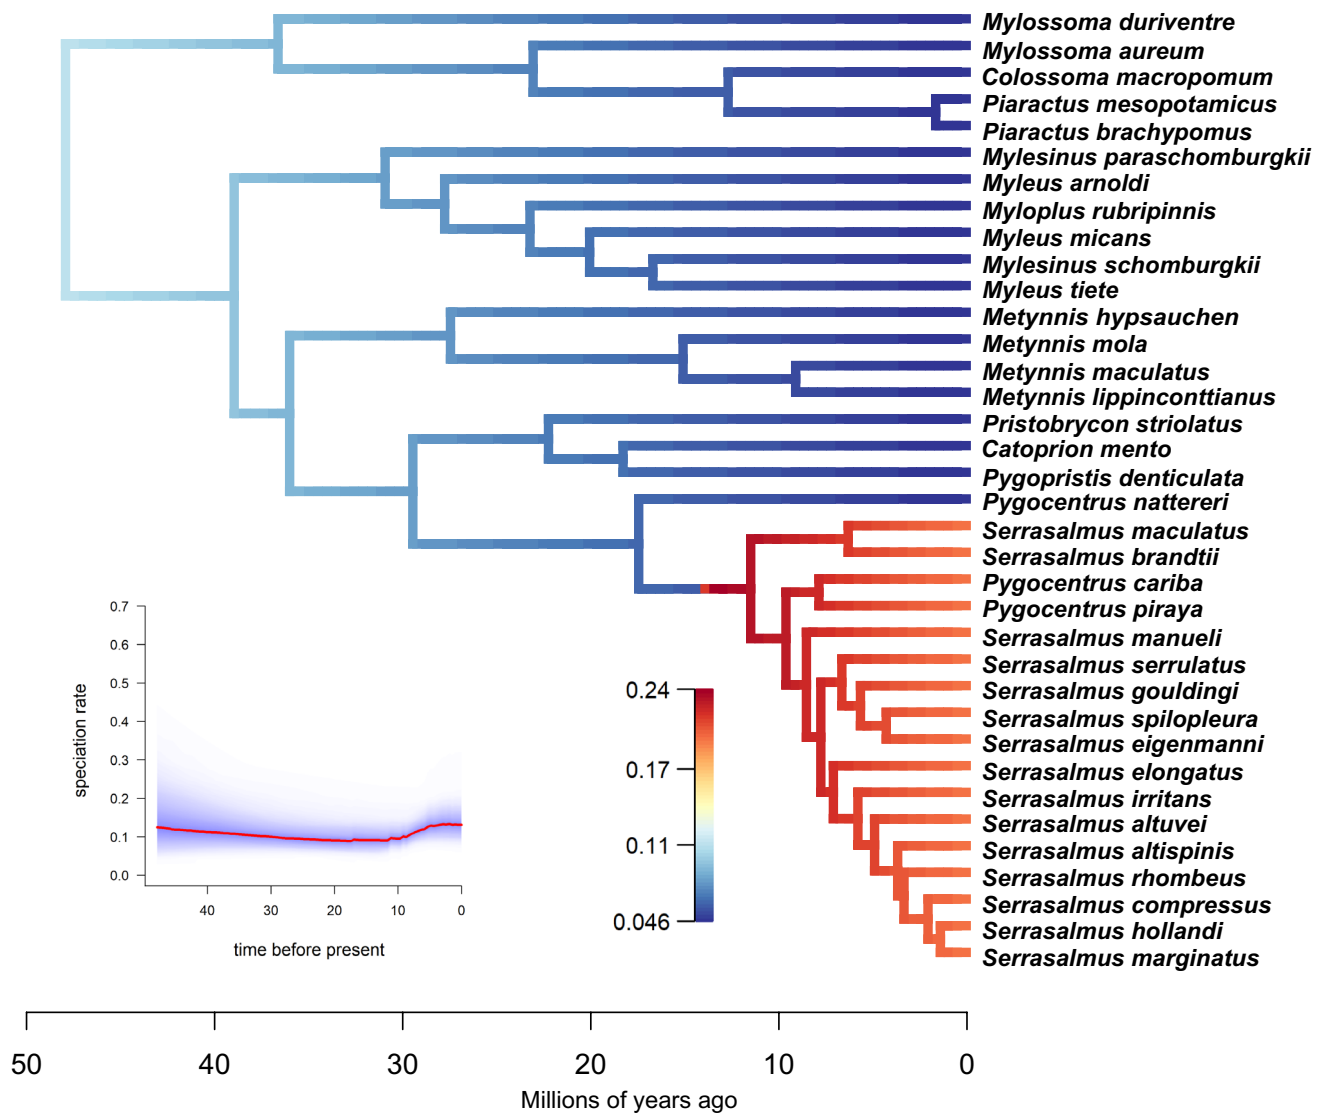 Mylossoma duriventre
Mylossoma aureum
Colossoma macropomum
Piaractus mesopotamicus
Piaractus brachypomus
Mylesinus paraschomburgkii
Myleus arnoldi
Myloplus rubripinnis
Myleus micans
Mylesinus schomburgkii
Myleus tiete
Metynnis hypsauchen
Metynnis mola
Metynnis maculatus
Metynnis lippinconttianus
Pristobrycon striolatus
Catoprion mento
Pygopristis denticulata
Pygocentrus nattereri
Serrasalmus maculatus
Serrasalmus brandtii
Pygocentrus cariba
Pygocentrus piraya
Serrasalmus manueli
Serrasalmus serrulatus
Serrasalmus gouldingi
Serrasalmus spilopleura
Serrasalmus eigenmanni
Serrasalmus elongatus
Serrasalmus irritans
Serrasalmus altuvei
Serrasalmus altispinis
Serrasalmus rhombeus
Serrasalmus compressus
Serrasalmus hollandi
Serrasalmus marginatus
speciation rate
0.7
0.6
0.5
0.4
0.3
0.2
0.1
0.0
40 30 20 10 0
time before present
0.24
0.17
0.11
0.046
50 40 30 20 10 0
Millions of years ago